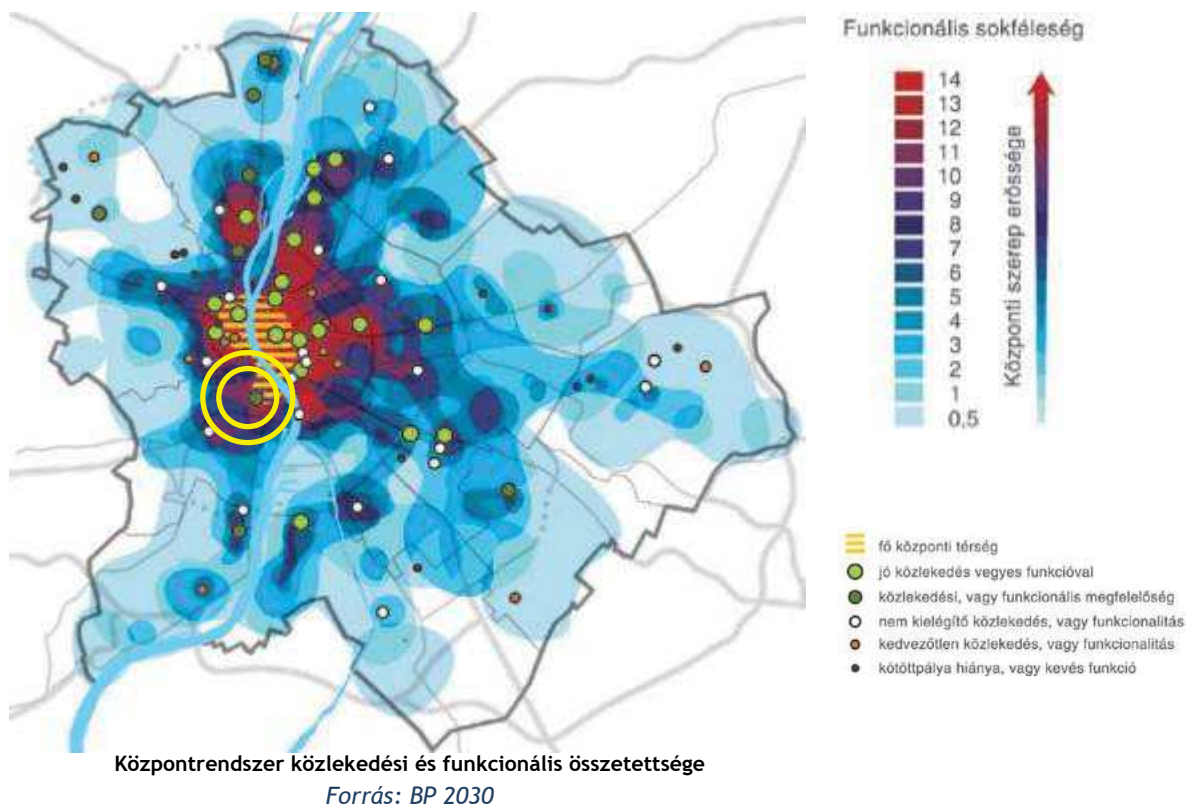 Funkcionális sokféleség
14
13
12
11
10
9
8
7
6
5
4
3
2
1
0,5
Központi szerep erőssége
fő központi térség
jó közlekedés vegyes funkcióval
közlekedési, vagy funkcionális megfelelőség
nem kielégítő közlekedés, vagy funkcionalitás
kedvezőtlen közlekedés, vagy funkcionalitás
kötöttpálya hiánya, vagy kevés funkció
Központrendszer közlekedési és funkcionális összetettsége
Forrás: BP 2030